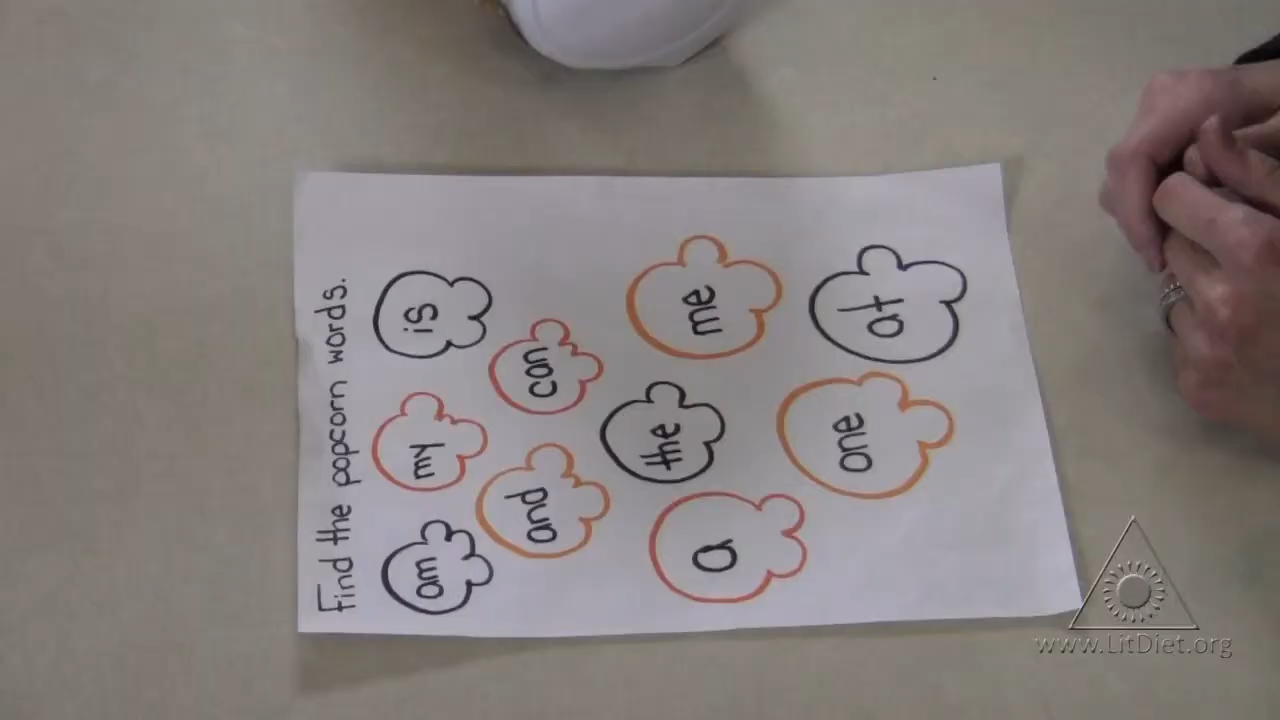 Find the popcorn words.
am
my
is
and
can
the
a
me
one
at
www.LitDiet.org